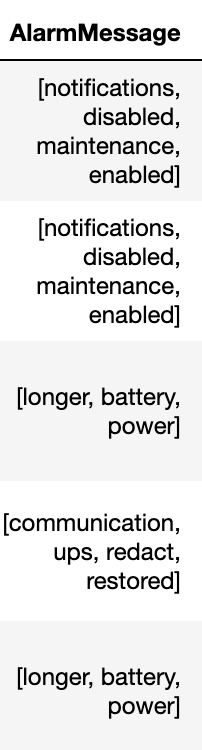 AlarmMessage
[notifications,
disabled,
maintenance,
enabled]
[notifications,
disabled,
maintenance,
enabled]
[longer, battery,
power]
[communication,
ups, redact,
restored]
[longer, battery,
power]